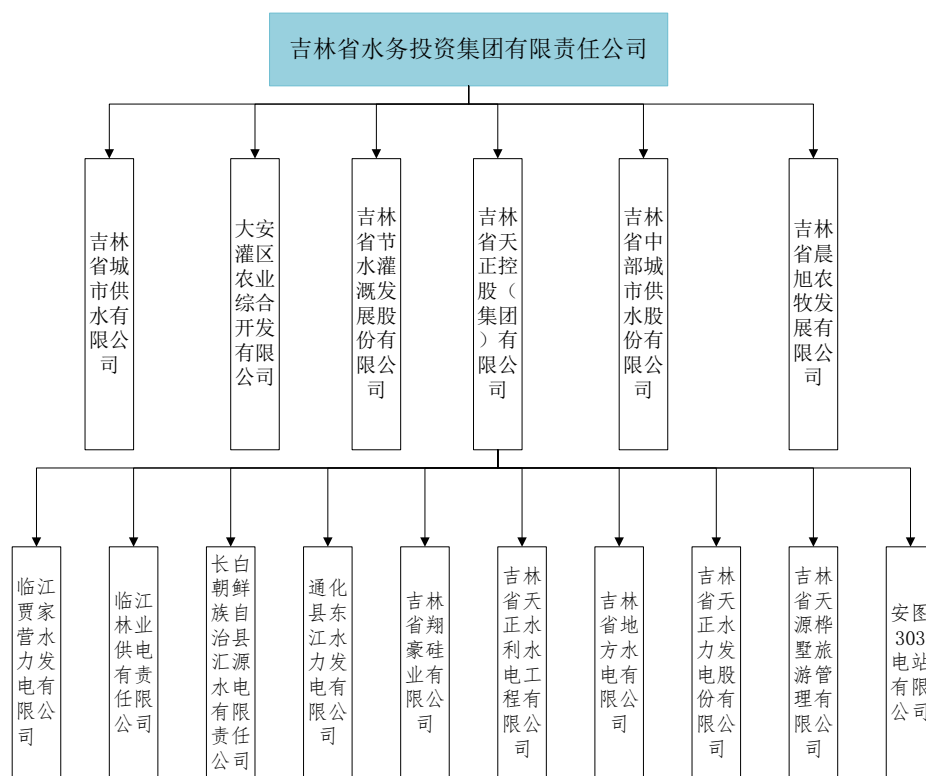 吉林省水务投资集团有限责任公司
吉林省城市供水有限公司
大安灌区农业综合开发有限公司
吉林省节水灌溉发展股份有限公司
吉林省天正控股（集团）有限公司
吉林省中部城市供水股份有限公司
吉林省晨旭农牧发展有限公司
临江贾家营水力发电有限公司
临江林业供电有责任限公司
长白朝鲜族自治县汇源水电有限责任公司
通化县东江水力发电有限公司
吉林省翔豪硅业有限公司
吉林省天正水利水电工程有限公司
吉林省地方水电有限公司
吉林省天正水力发电股份有限公司
吉林省天源桦墅旅游管理有限公司
安图303电站有限公司